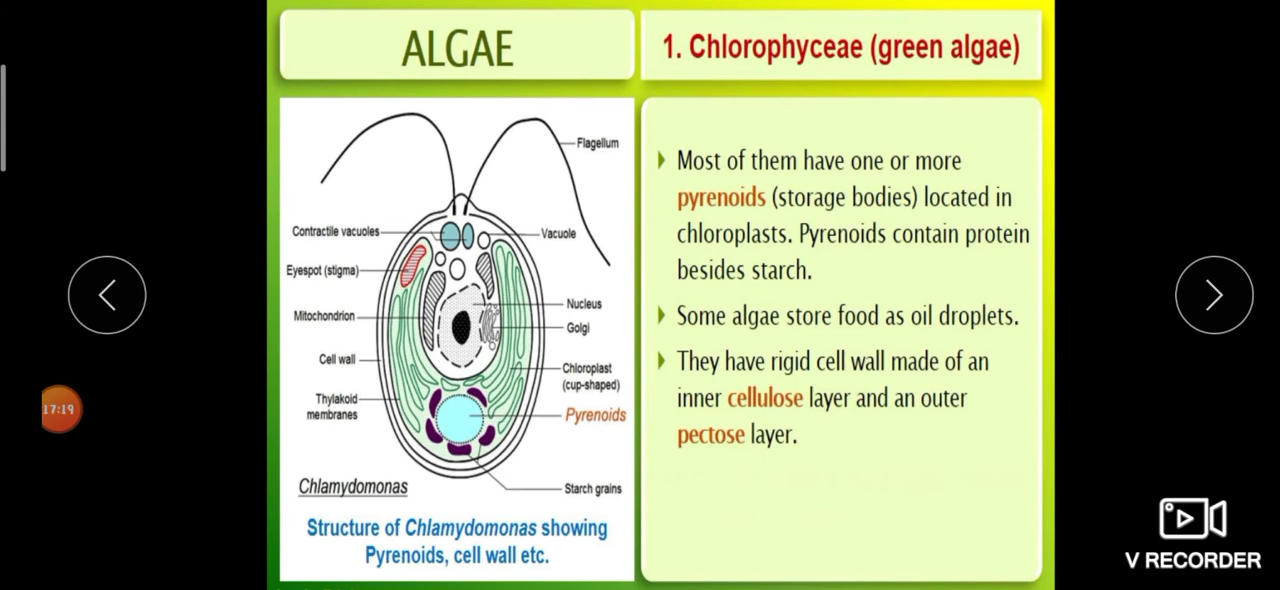 ALGAE
1. Chlorophyceae (green algae)
Flagellum
Contractile vacuoles
Vacuole
Eyespot (stigma)
Nucleus
Mitochondrion
Golgi
Cell wall
Chloroplast
(cup-shaped)
Thylakoid
membranes
Pyrenoids
Chlamydomonas
Starch grains
Structure of Chlamydomonas showing
Pyrenoids, cell wall etc.
Most of them have one or more
pyrenoids (storage bodies) located in
chloroplasts. Pyrenoids contain protein
besides starch.
Some algae store food as oil droplets.
They have rigid cell wall made of an
inner cellulose layer and an outer
pectose layer.
17:19
V RECORDER